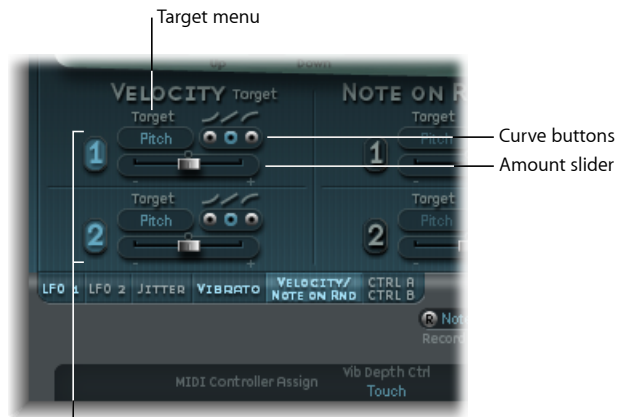 Target menu
up Down
VELOCITY Target NOTE ON R
Target Target
1 Pitch 1 Pitch
Curve buttons
- +
Amount slider
Target Target
2 Pitch 2 Pitch
- + -
LFO 1 LFO 2 JITTER VIBRATO VELOCITY/ NOTE ON RND CTRL A CTRL B
R Not
Record
MIDI Controller Assign Vib Depth Ctrl
Touch